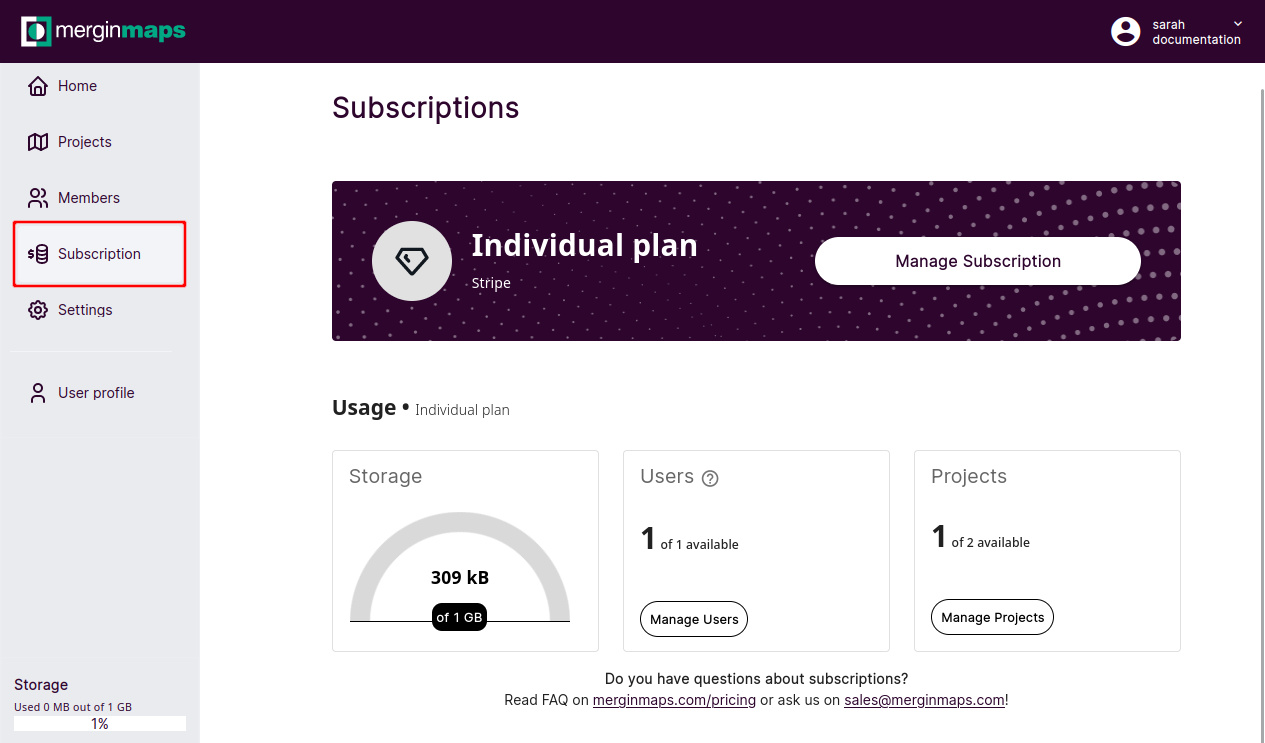 merginmaps
sarah
documentation
Home
Projects
Members
Subscription
Settings
User profile
Storage
Used 0 MB out of 1 GB
1%
Subscriptions
Individual plan
Stripe
Manage Subscription
Usage • Individual plan
Storage
309 kB
of 1 GB
Users ?
1 of 1 available
Manage Users
Projects
1 of 2 available
Manage Projects
Do you have questions about subscriptions?
Read FAQ on merginmaps.com/pricing or ask us on sales@merginmaps.com!